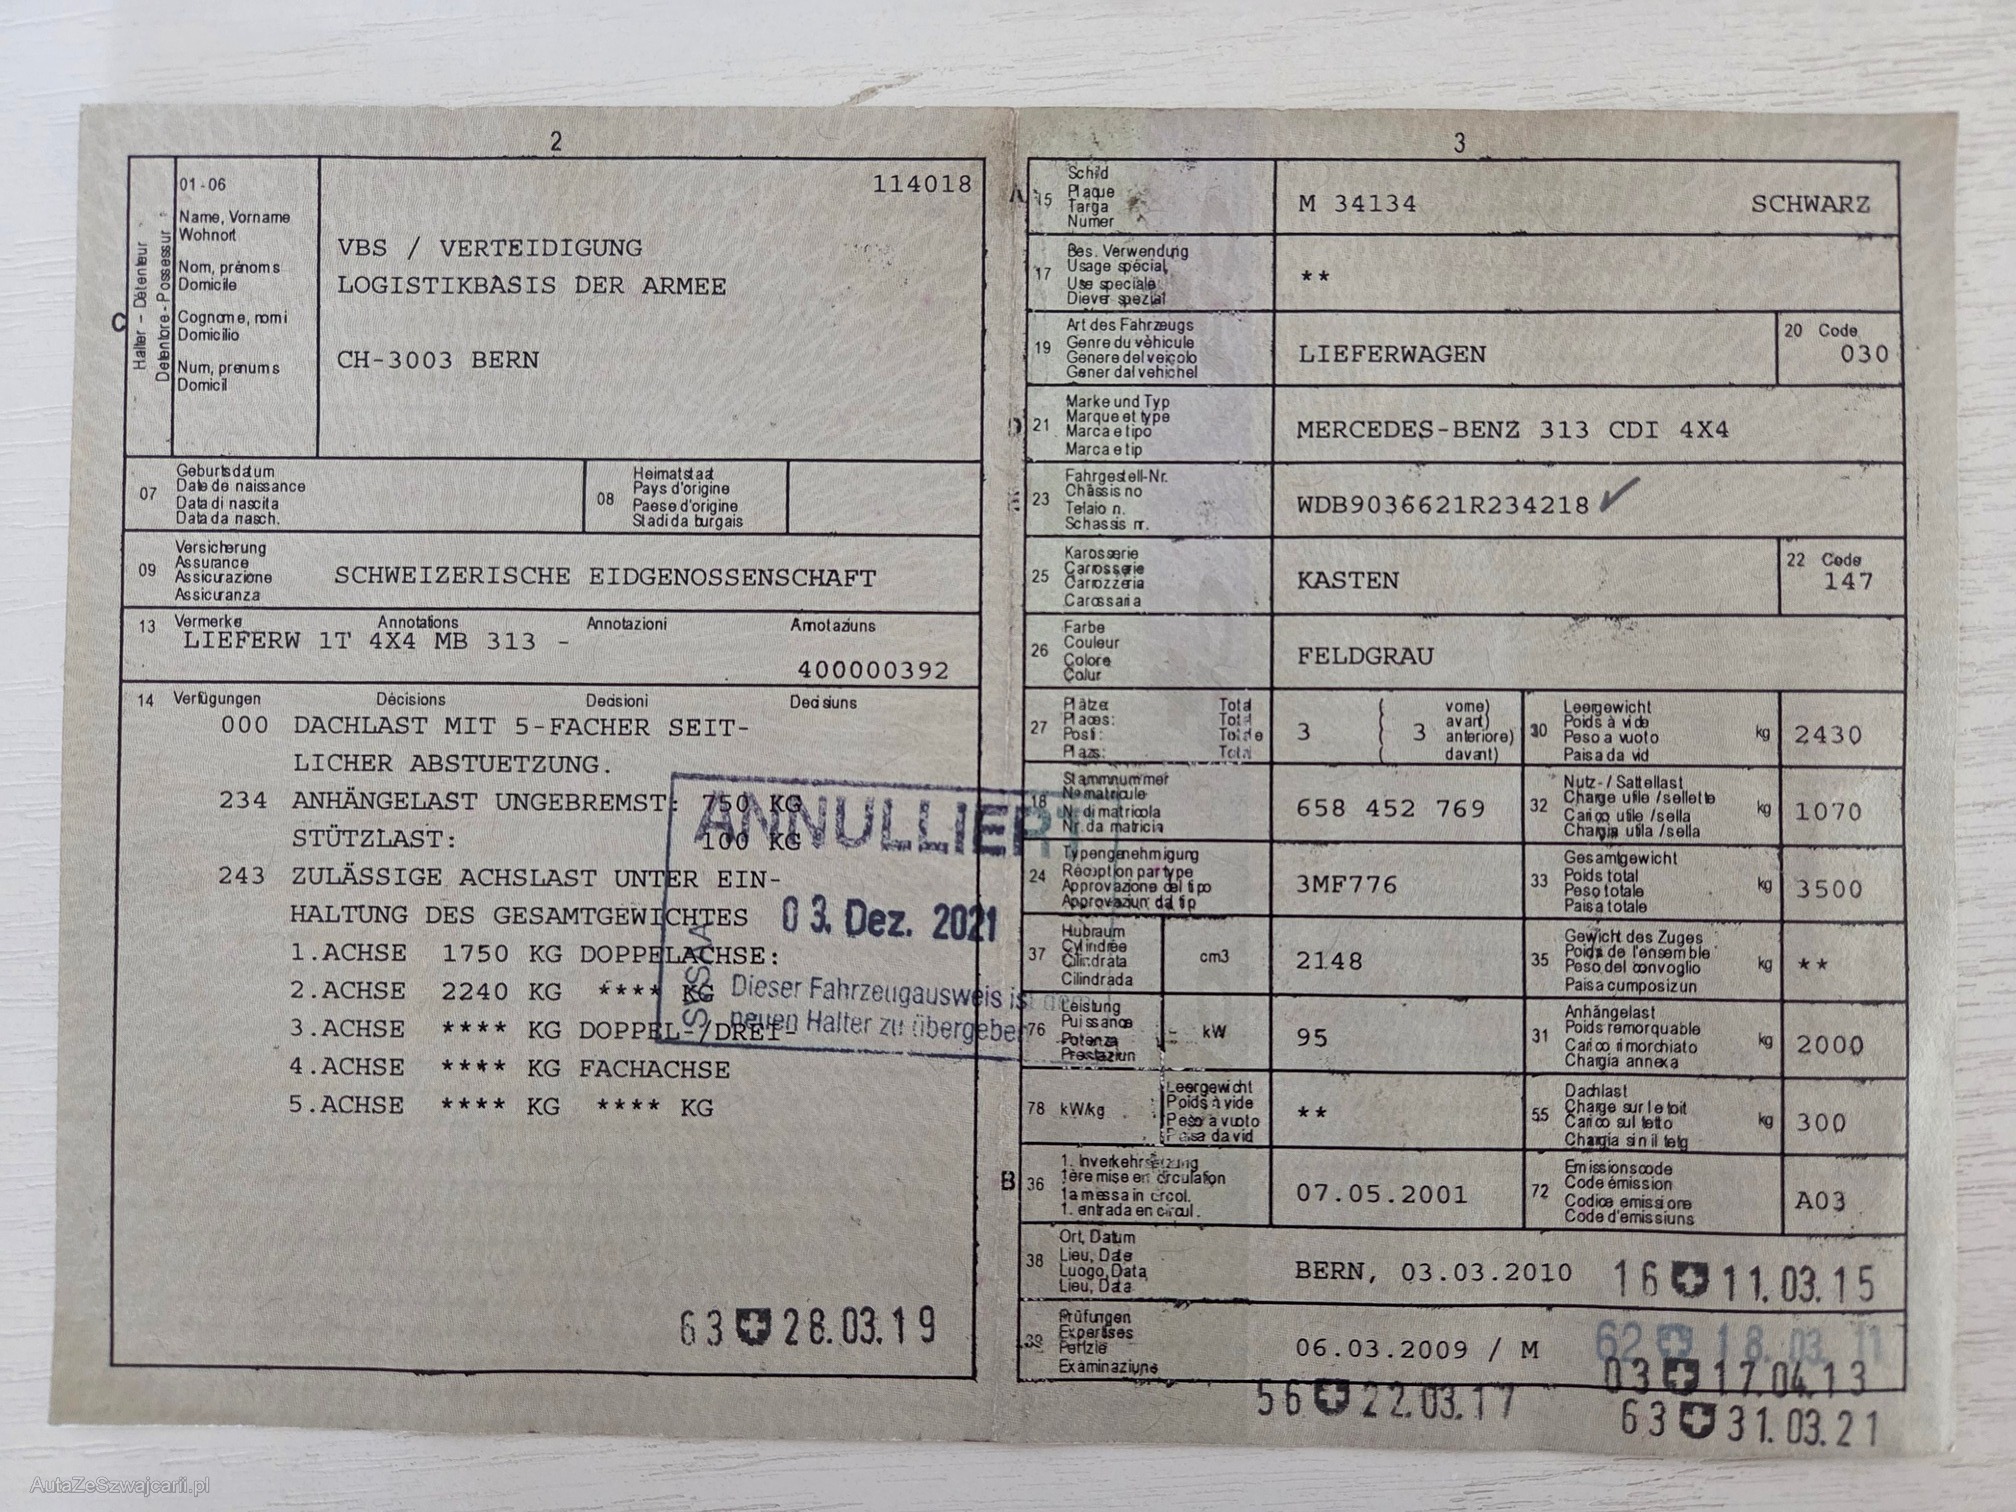 2
01-06
114018
Halter – Détenteur
Detentore - Possessur
Name, Vorname
Wohnort
Nom, prénoms
Domicile
Cognome, nomi
Domicilio
Num, prenums
Domicil
VBS / VERTEIDIGUNG
LOGISTIKBASIS DER ARMEE
CH-3003 BERN
C
07
Geburtsdatum
Date de naissance
Data di nascita
Data da nasch.
08
Heimatstaat
Pays d'origine
Paese d'origine
Stadi da burgais
09
Versicherung
Assurance
Assicurazione
Assicuranza
SCHWEIZERISCHE EIDGENOSSENSCHAFT
13 Vermerke Annotations Annotazioni Annotaziuns
LIEFERW 1T 4X4 MB 313 -
400000392
14 Verfügungen Décisions Decisioni Decisiuns
000 DACHLAST MIT 5-FACHER SEIT-
LICHER ABSTUETZUNG.
234 ANHÄNGELAST UNGEBREMST: 750 KG
STÜTZLAST: 100 KG
243 ZULÄSSIGE ACHSLAST UNTER EIN-
HALTUNG DES GESAMTGEWICHTES
1.ACHSE 1750 KG DOPPELACHSE:
2.ACHSE 2240 KG **** KG
3.ACHSE **** KG DOPPEL-/DREI-
4.ACHSE **** KG FACHACHSE
5.ACHSE **** KG **** KG
ANNULLIERT
03. Dez. 2021
Dieser Fahrzeugausweis ist dem
neuen Halter zu übergeben
63 28.03.19
3
A
15
Schild
Plaque
Targa
Numer
M 34134 SCHWARZ
17
Bes. Verwendung
Usage spécial
Use speciale
Diever spezial
**
19
Art des Fahrzeugs
Genre du véhicule
Genere del veicolo
Gener dal vehichel
LIEFERWAGEN
20 Code
030
D
21
Marke und Typ
Marque et type
Marca e tipo
Marca e tip
MERCEDES-BENZ 313 CDI 4X4
E
23
Fahrgestell-Nr.
Châssis no
Telaio n.
Schassis nr.
WDB9036621R234218
25
Karosserie
Carrosserie
Carrozzeria
Carossaria
KASTEN
22 Code
147
26
Farbe
Couleur
Colore
Colur
FELDGRAU
27
Plätze: Total
Places: Total
Posti: Totale
Plazs: Total
3
3
vorne)
avant)
anteriore)
davant)
30
Leergewicht
Poids à vide
Peso a vuoto
Paisa da vid
kg
2430
18
Stammnummer
No matricule
N. di matricola
Nr. da matricla
658 452 769
32
Nutz- / Sattellast
Charge utile / sellette
Carico utile / sella
Chargia utila / sella
kg
1070
24
Typengenehmigung
Réception par type
Approvazione del tipo
Approvaziun da tip
3MF776
33
Gesamtgewicht
Poids total
Peso totale
Paisa totale
kg
3500
37
Hubraum
Cylindrée
Cilindrata
Cilindrada
cm3
2148
35
Gewicht des Zuges
Poids de l'ensemble
Peso del convoglio
Paisa cumposiziun
kg
**
76
Leistung
Puissance
Potenza
Prestaziun
kW
95
31
Anhängelast
Poids remorquable
Carico rimorchiato
Chargia annexa
kg
2000
78 kW/kg
Leergewicht
Poids à vide
Peso a vuoto
Paisa da vid
**
55
Dachlast
Charge sur le toit
Carico sul tetto
Chargia sin il tetg
kg
300
B
36
1. Inverkehrsetzung
1ère mise en circulation
1a messa in circol.
1. entrada en circul.
07.05.2001
72
Emissionscode
Code émission
Codice emissione
Code d'emissiuns
A03
38
Ort, Datum
Lieu, Date
Luogo, Data
Lieu, Data
BERN, 03.03.2010
16 11.03.15
39
Prüfungen
Expertises
Perizie
Examinaziuns
06.03.2009 / M
62 18.03.11
03 17.04.13
56 22.03.17
63 31.03.21
AutaZeSzwajcarii.pl